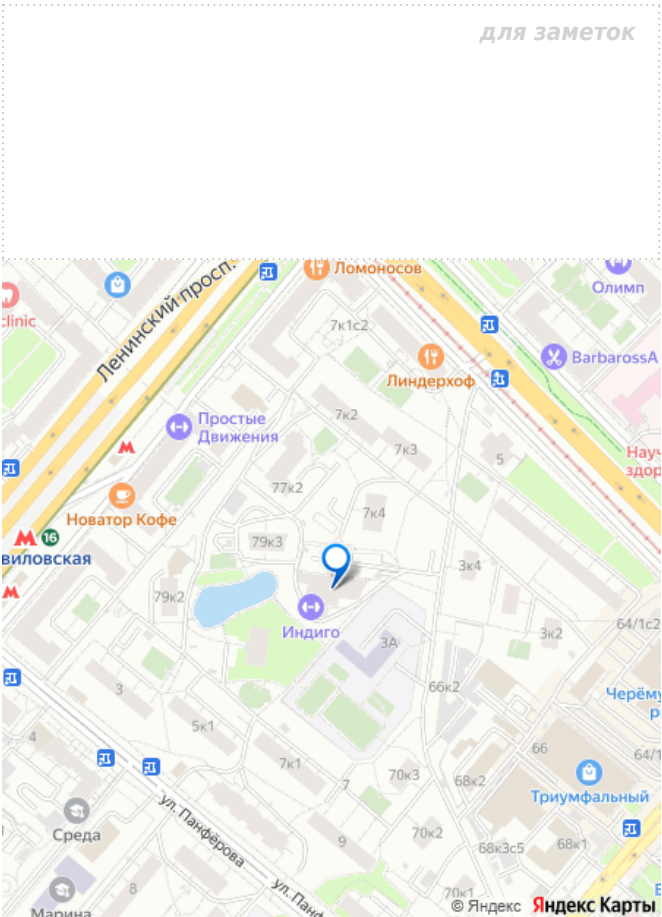 для заметок
Ленинский просп.
Ломоносов
Олимп
clinic
7к1с2
BarbarossA
Линдерхоф
Простые
Движения
7к2
7к3
Науч
здор
5
77к2
Новатор Кофе
7к4
16
виловская
79к3
3к4
79к2
Индиго
3А
3к2
64/1с2
3
66к2
Черёму
р
4
5к1
66
64/1
7к1
7
70к3
68к2
Триумфальный
ул. Панфёрова
Среда
9
70к2
68к3с5
68к1
8
ул. Панф
70к1
Марина
© Яндекс
Яндекс Карты